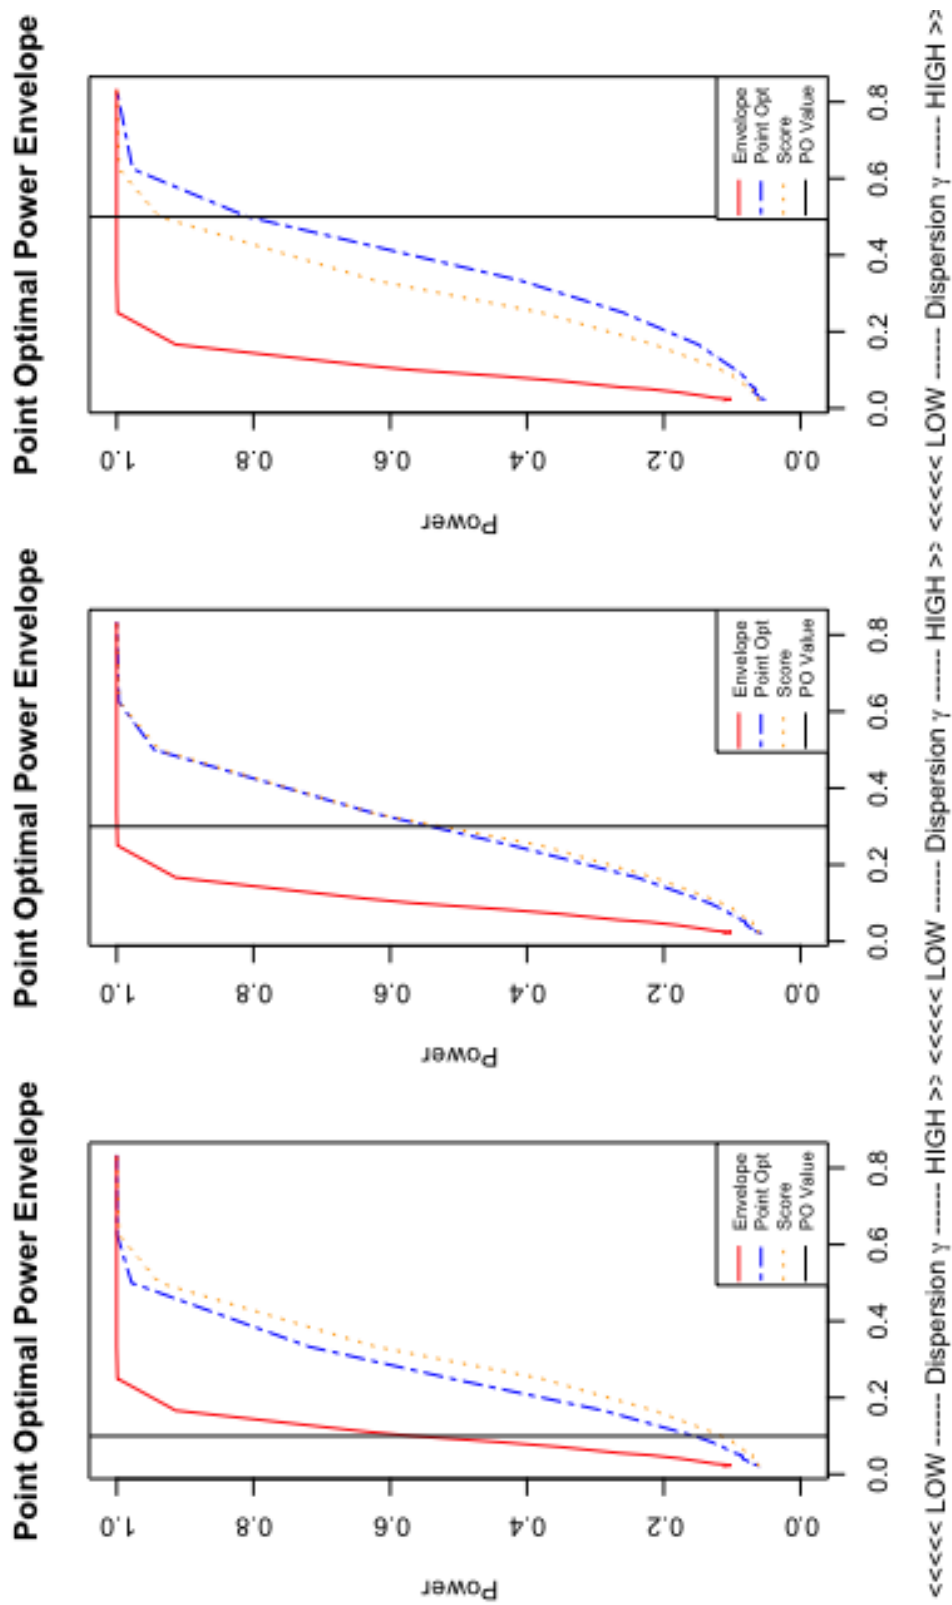 Point Optimal Power Envelope
Power
1.0
0.8
0.6
0.4
0.2
0.0
Envelope
Point Opt
Score
PO Value
0.0 0.2 0.4 0.6 0.8
Point Optimal Power Envelope
Power
1.0
0.8
0.6
0.4
0.2
0.0
Envelope
Point Opt
Score
PO Value
0.0 0.2 0.4 0.6 0.8
Point Optimal Power Envelope
Power
1.0
0.8
0.6
0.4
0.2
0.0
Envelope
Point Opt
Score
PO Value
0.0 0.2 0.4 0.6 0.8
<<<<< LOW ----- Dispersion γ ------ HIGH >> <<<<< LOW ----- Dispersion γ ------ HIGH >> <<<<< LOW ----- Dispersion γ ------ HIGH >>